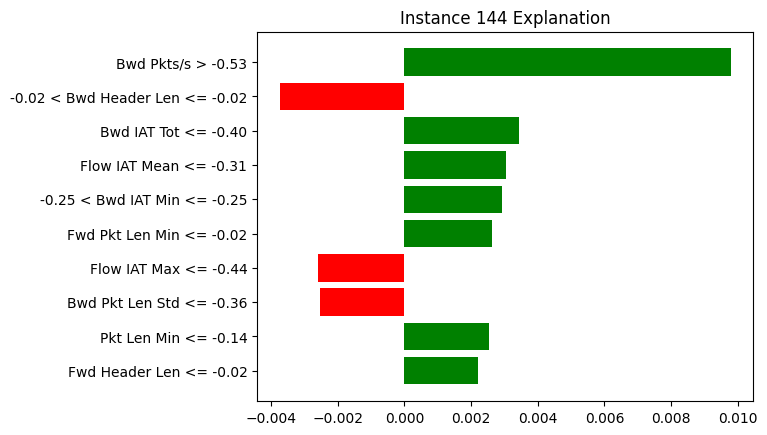 Instance 144 Explanation
Bwd Pkts/s > -0.53
-0.02 < Bwd Header Len <= -0.02
Bwd IAT Tot <= -0.40
Flow IAT Mean <= -0.31
-0.25 < Bwd IAT Min <= -0.25
Fwd Pkt Len Min <= -0.02
Flow IAT Max <= -0.44
Bwd Pkt Len Std <= -0.36
Pkt Len Min <= -0.14
Fwd Header Len <= -0.02
−0.004 −0.002 0.000 0.002 0.004 0.006 0.008 0.010